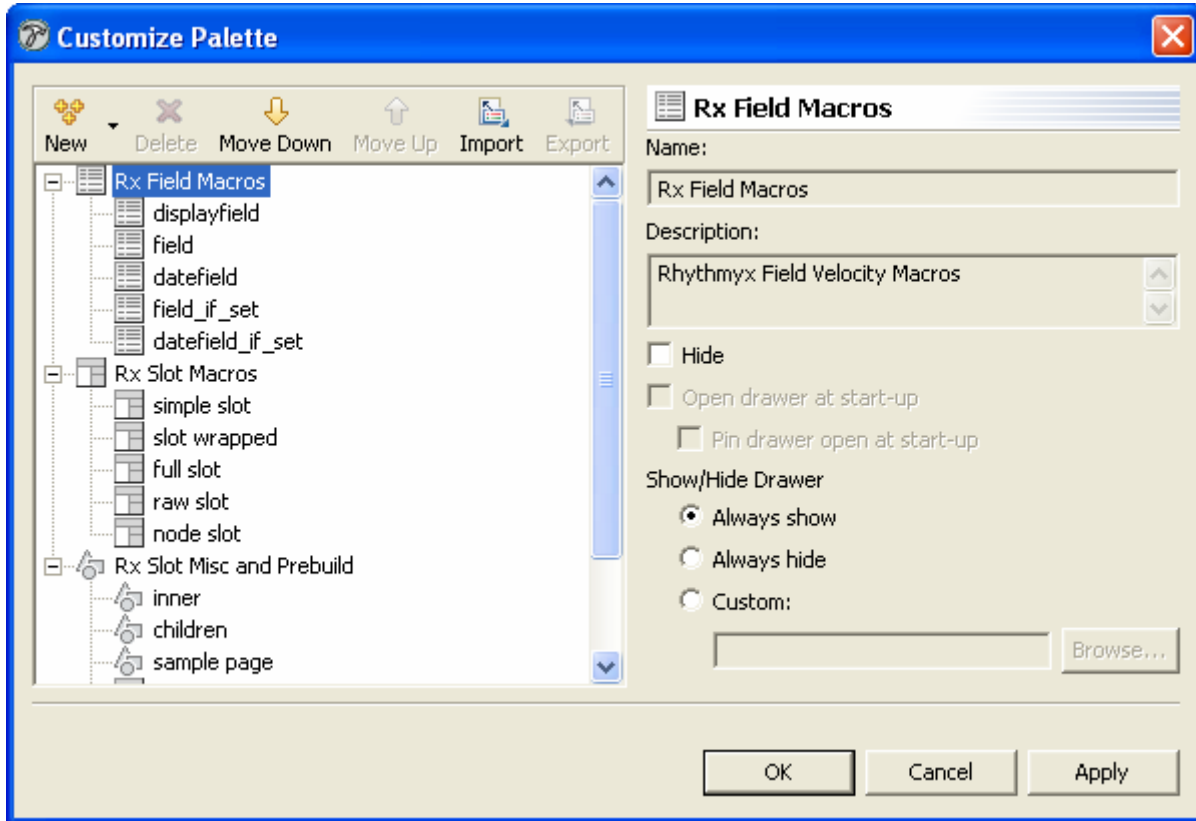 Customize Palette
New Delete Move Down Move Up Import Export
Rx Field Macros
displayfield
field
datefield
field_if_set
datefield_if_set
Rx Slot Macros
simple slot
slot wrapped
full slot
raw slot
node slot
Rx Slot Misc and Prebuild
inner
children
sample page
Rx Field Macros
Name:
Rx Field Macros
Description:
Rhythmyx Field Velocity Macros
Hide
Open drawer at start-up
Pin drawer open at start-up
Show/Hide Drawer
Always show
Always hide
Custom:
Browse...
OK Cancel Apply